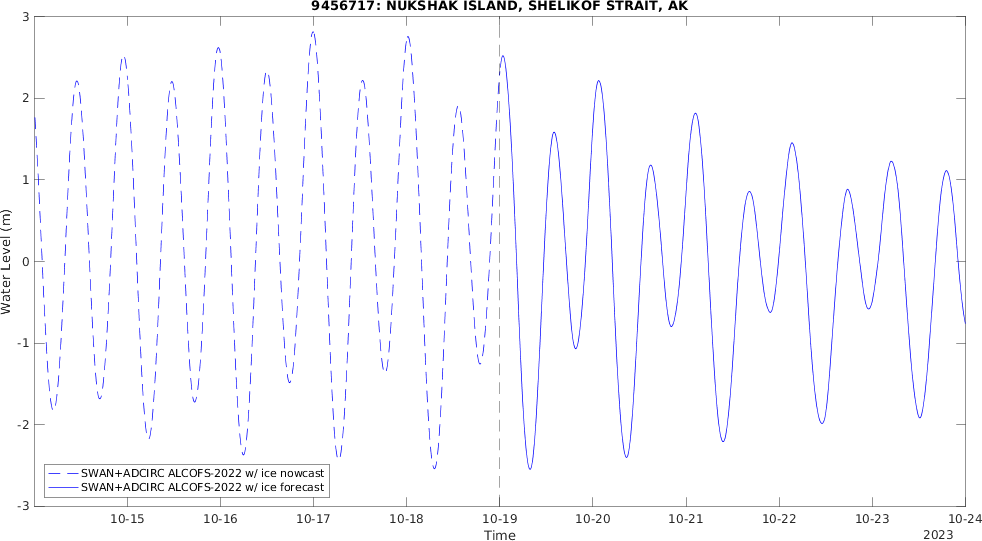 9456717: NUKSHAK ISLAND, SHELIKOF STRAIT, AK
3
2
1
0
-1
-2
-3
Water Level (m)
SWAN+ADCIRC ALCOFS-2022 w/ ice nowcast
SWAN+ADCIRC ALCOFS-2022 w/ ice forecast
10-15 10-16 10-17 10-18 10-19 10-20 10-21 10-22 10-23 10-24
Time
2023